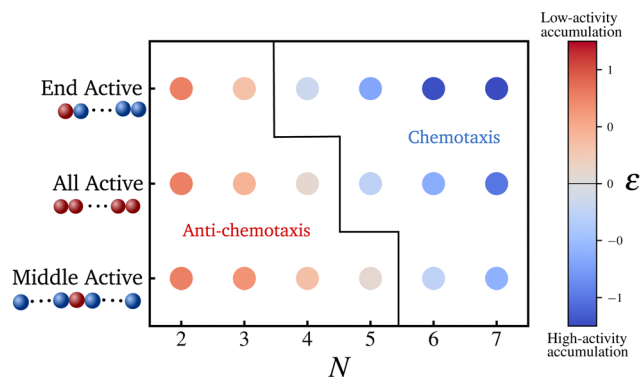 Low-activity
accumulation
End Active
1
Chemotaxis
0
All Active
0
ε
Anti-chemotaxis
−0
Middle Active
−1
2 3 4 5 6 7
N
High-activity
accumulation